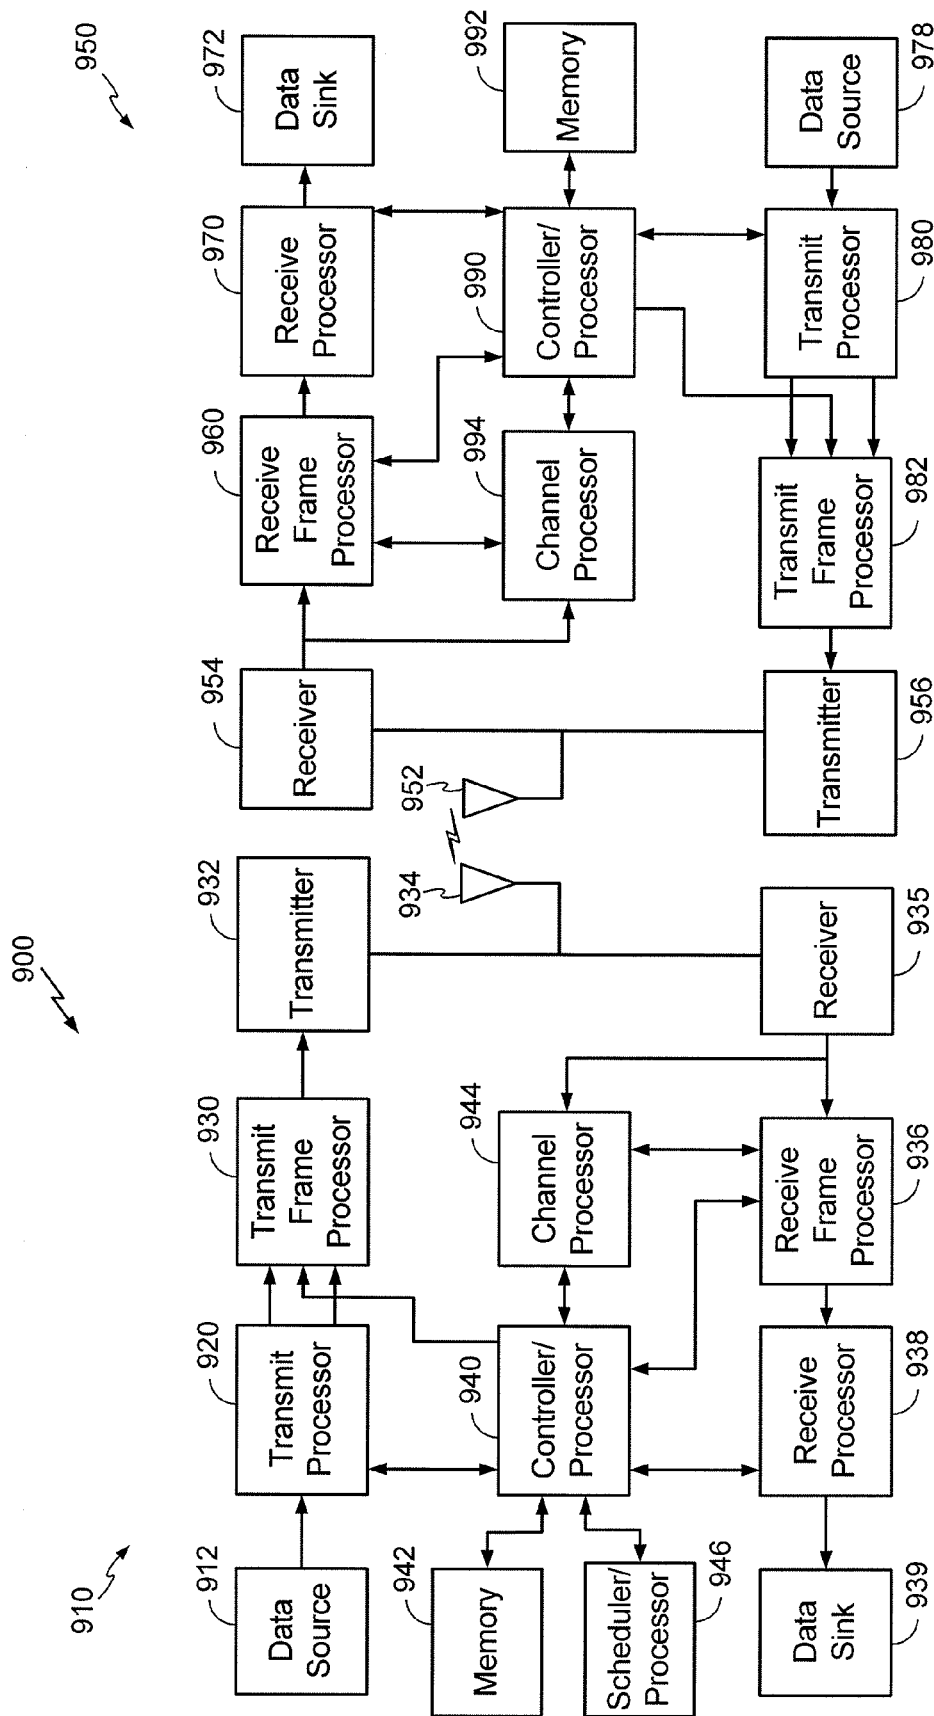 900
910
950
912
Data
Source
920
Transmit
Processor
930
Transmit
Frame
Processor
932
Transmitter
954
Receiver
960
Receive
Frame
Processor
970
Receive
Processor
972
Data
Sink
942
Memory
940
Controller/
Processor
944
Channel
Processor
934
952
994
Channel
Processor
990
Controller/
Processor
992
Memory
Scheduler/
Processor
946
Data
Sink
939
Receive
Processor
938
Receive
Frame
Processor
936
Receiver
935
Transmitter
956
Transmit
Frame
Processor
982
Transmit
Processor
980
Data
Source
978